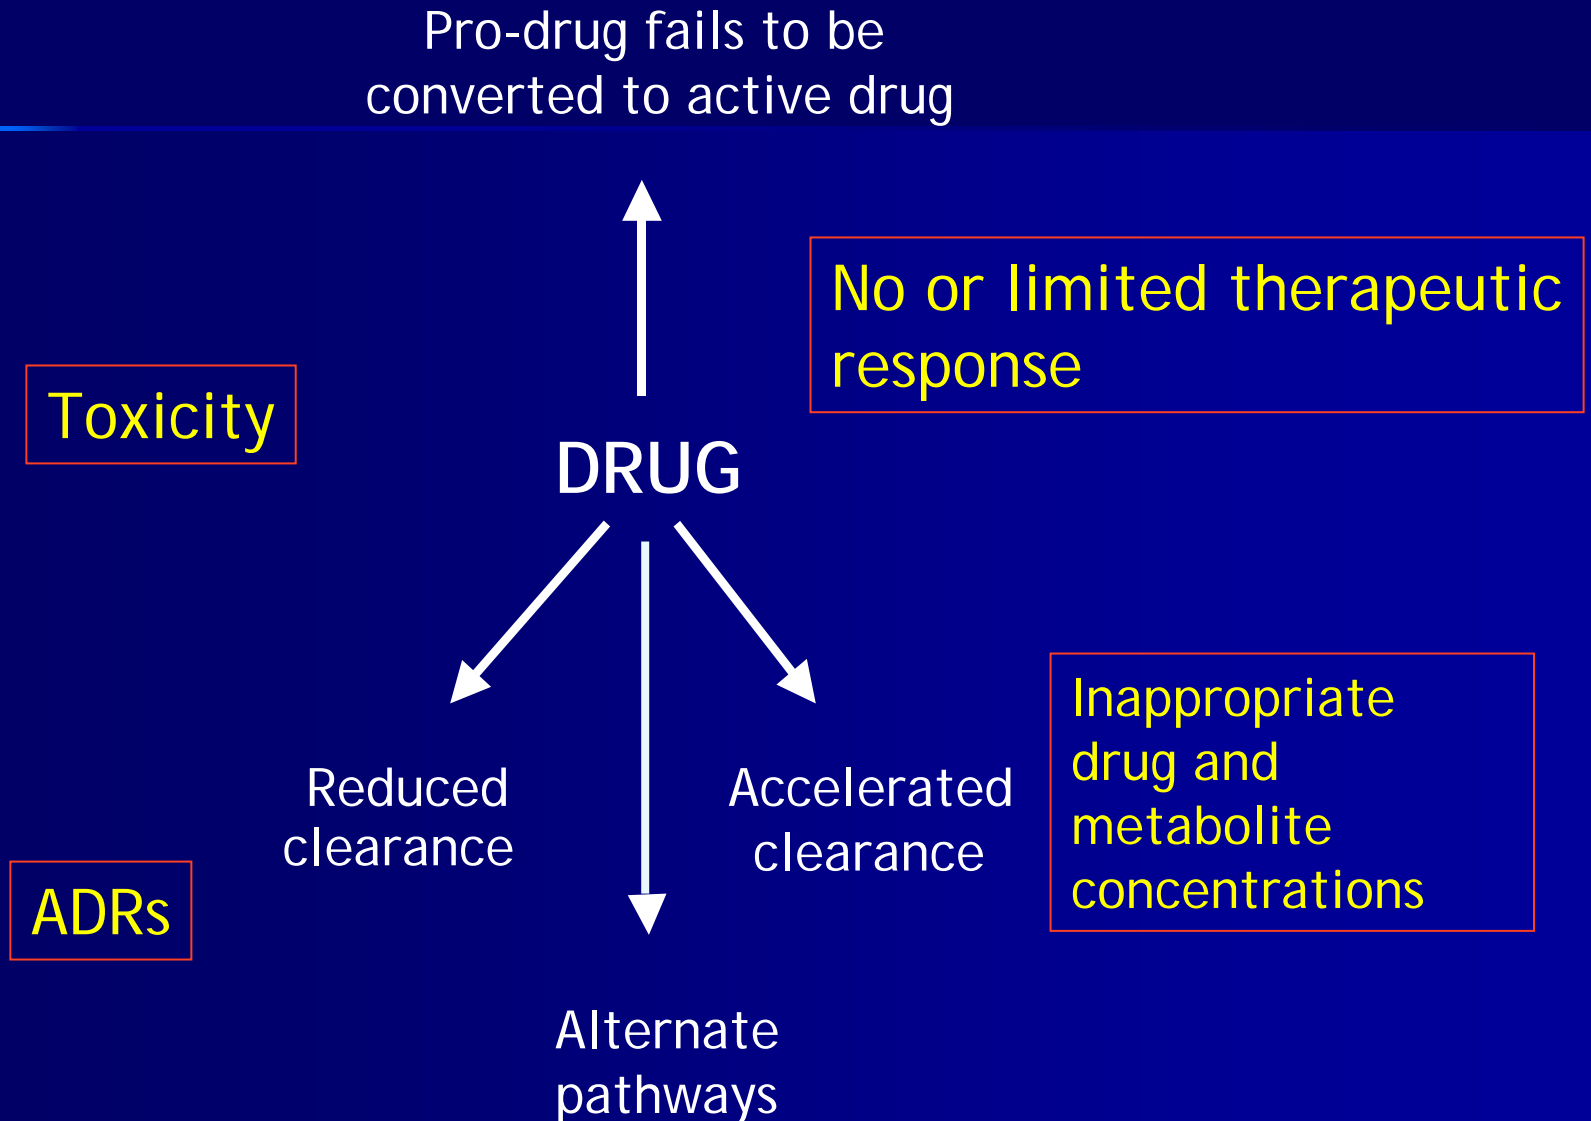 Pro-drug fails to be
converted to active drug
No or limited therapeutic
response
Toxicity
DRUG
Reduced
clearance
Accelerated
clearance
Inappropriate
drug and
metabolite
concentrations
ADRs
Alternate
pathways